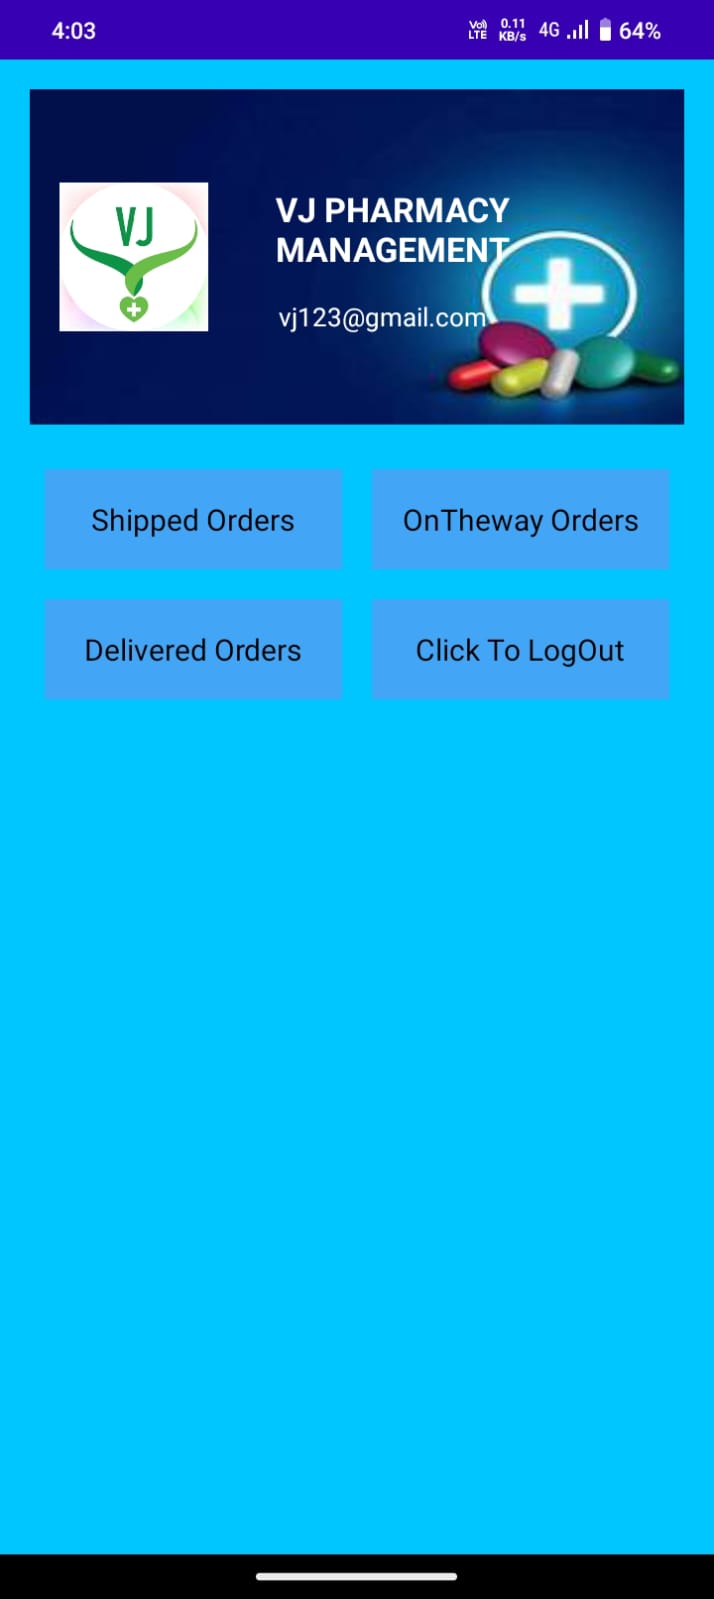 4:03
Vo)) 0.11 4G 64%
LTE KB/s
VJ
VJ PHARMACY
MANAGEMENT
vj123@gmail.com
Shipped Orders
OnTheway Orders
Delivered Orders
Click To LogOut